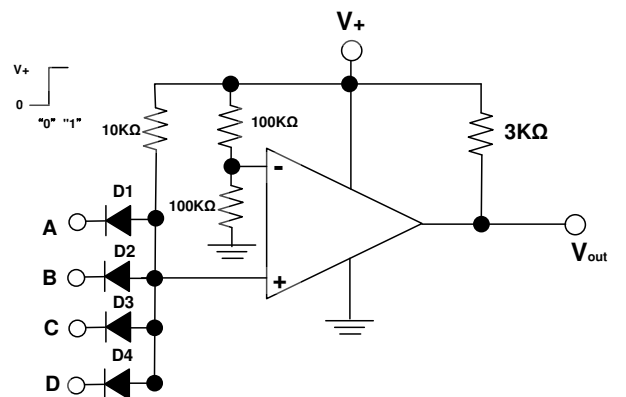 V+
V+
0
"0" "1"
10KΩ
100KΩ
3KΩ
-
100KΩ
D1
A
D2
B
+
D3
C
D4
D
Vout